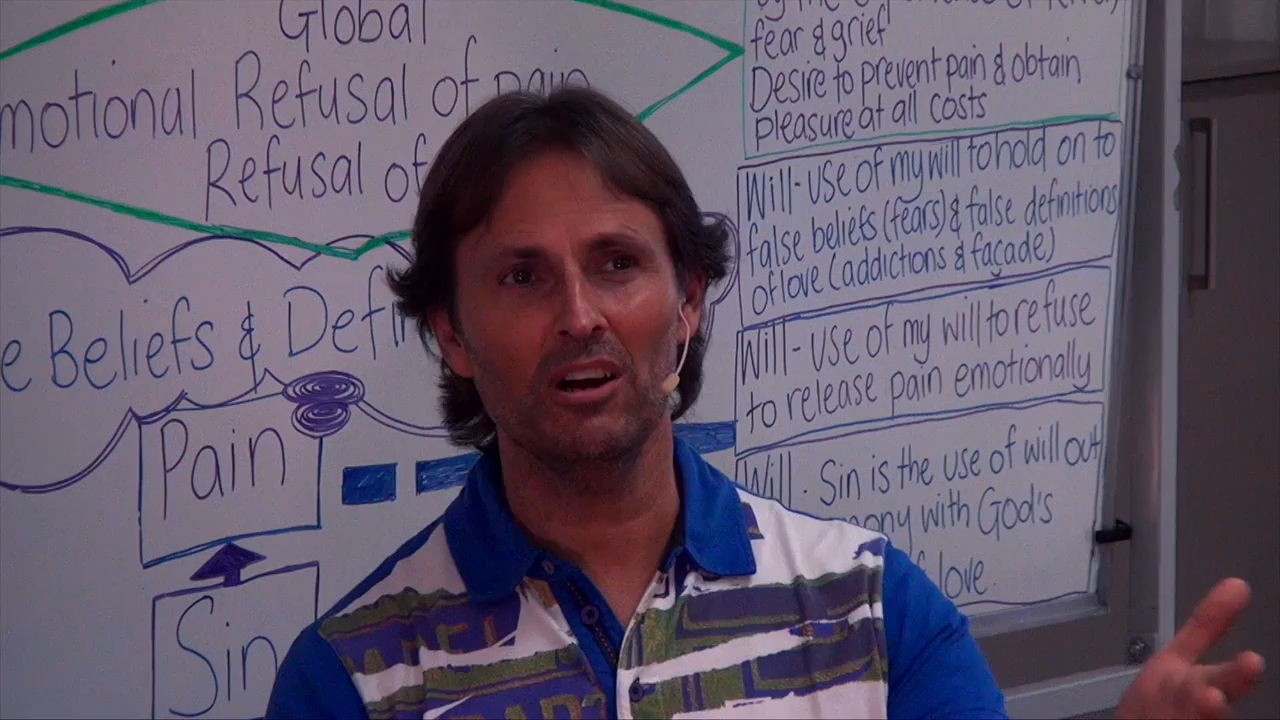 Global
motional Refusal of pain
Refusal of
e Beliefs & Defin
Pain
Sin
fear & grief
Desire to prevent pain & obtain
pleasure at all costs
Will - use of my will to hold on to
false beliefs (fears) & false definitions
of love (addictions & façade)
Will - use of my will to refuse
to release pain emotionally
Will - Sin is the use of will out
mony with God's
love.